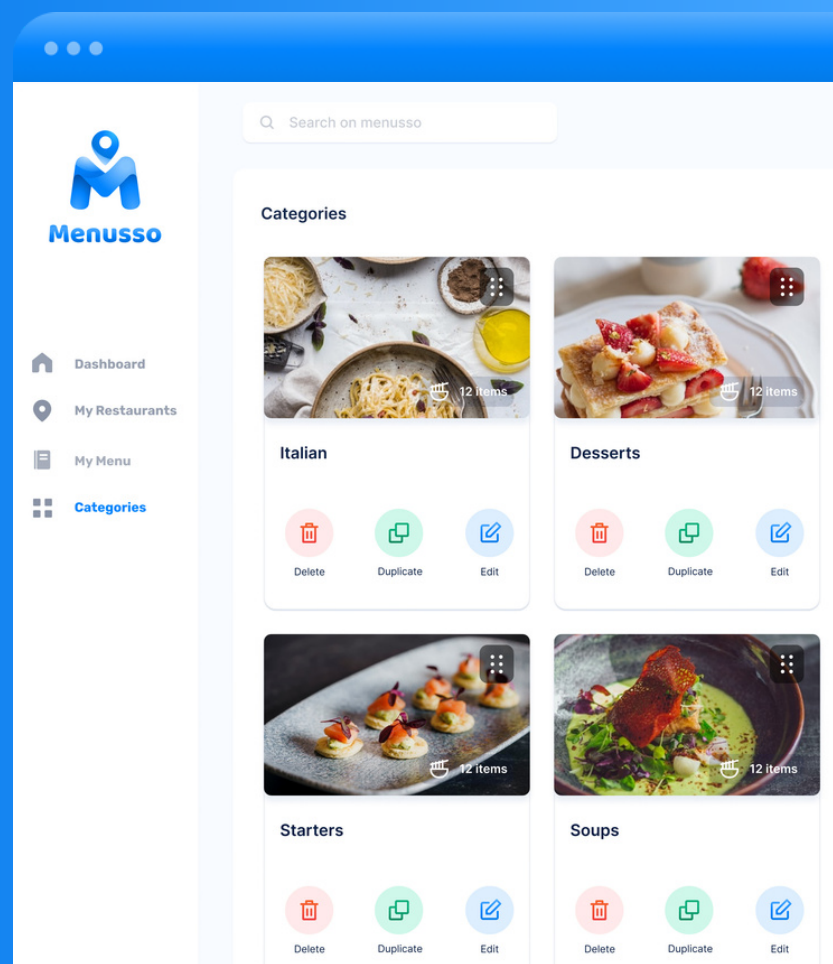 Menusso
Search on menusso
Dashboard
My Restaurants
My Menu
Categories
Categories
12 items
12 items
Italian
Desserts
Delete
Duplicate
Edit
Delete
Duplicate
Edit
12 items
12 items
Starters
Soups
Delete
Duplicate
Edit
Delete
Duplicate
Edit